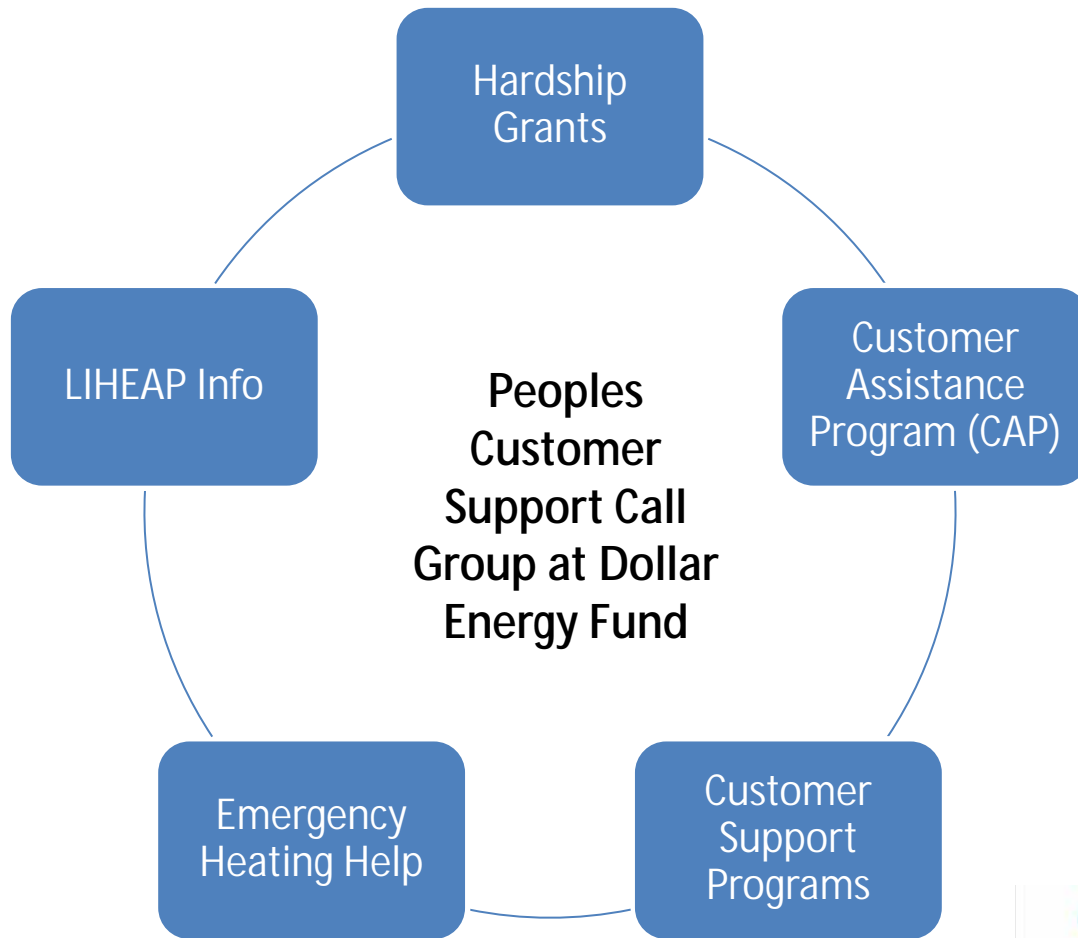 Hardship
Grants
LIHEAP Info
Customer
Assistance
Program (CAP)
Peoples
Customer
Support Call
Group at Dollar
Energy Fund
Emergency
Heating Help
Customer
Support
Programs